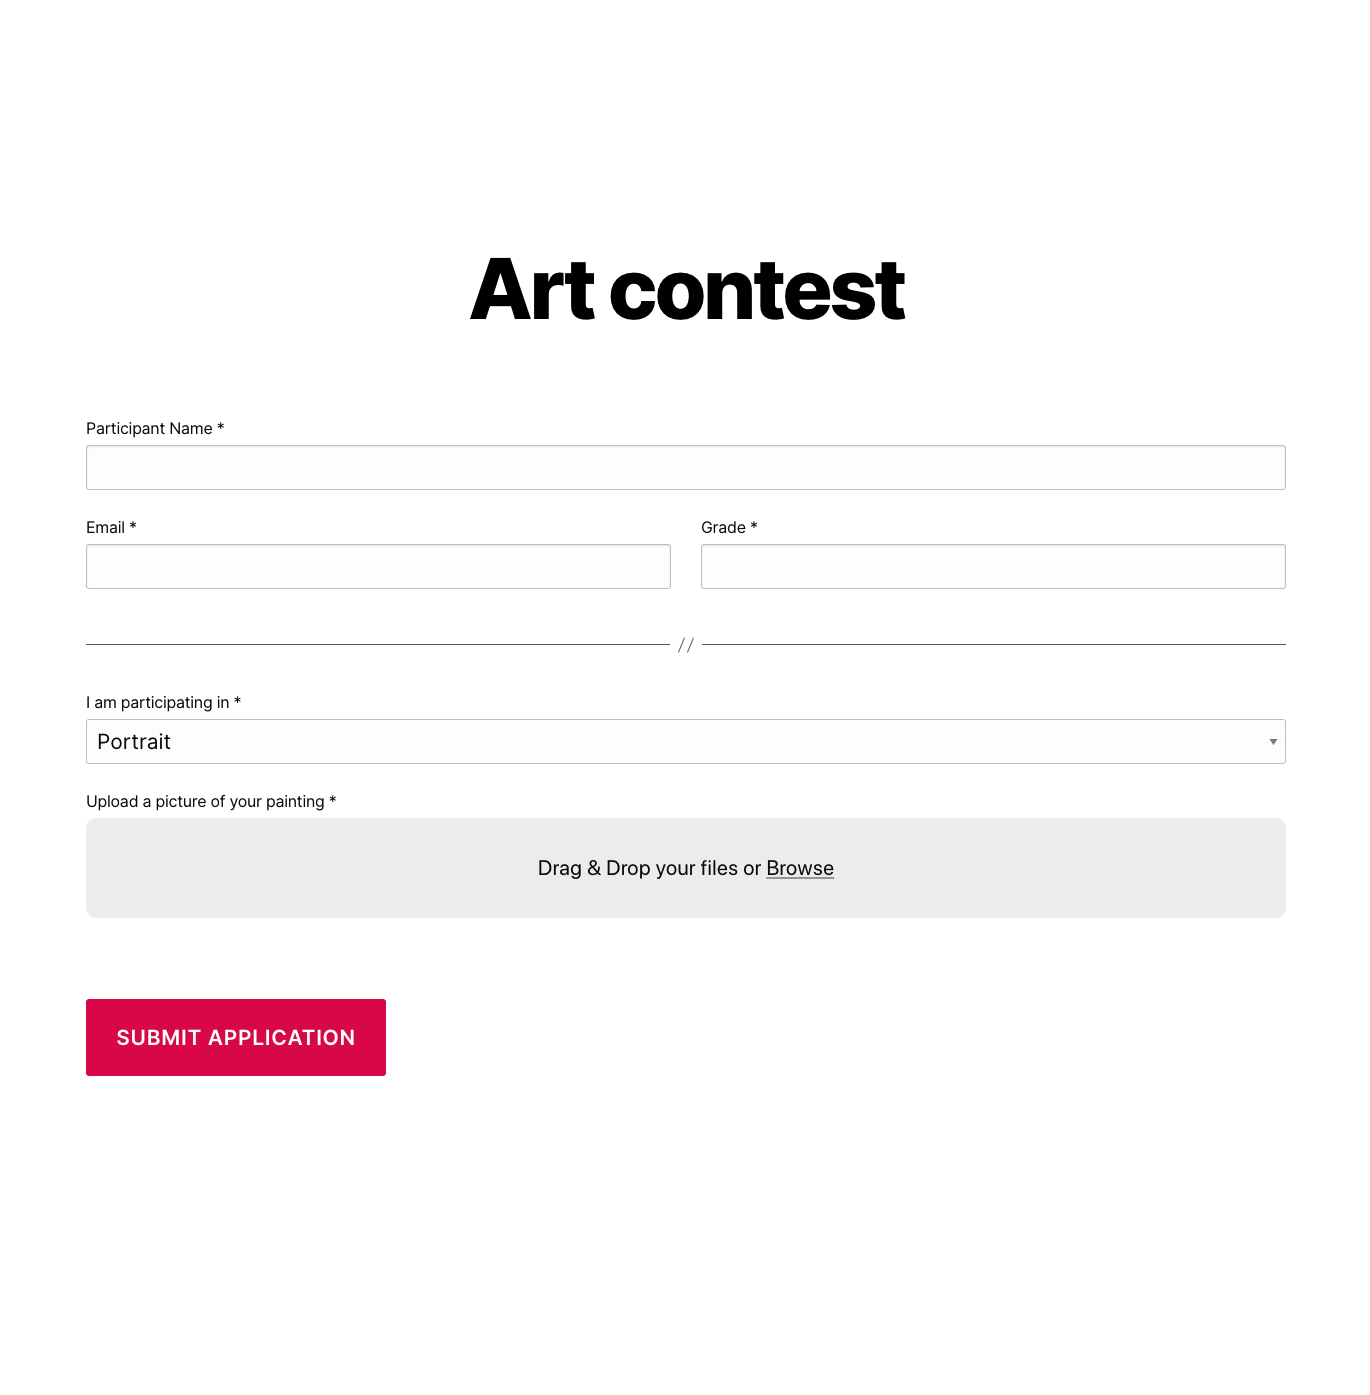 Art contest
Participant Name *
Email *
Grade *
//
I am participating in *
Portrait
Upload a picture of your painting *
Drag & Drop your files or Browse
SUBMIT APPLICATION